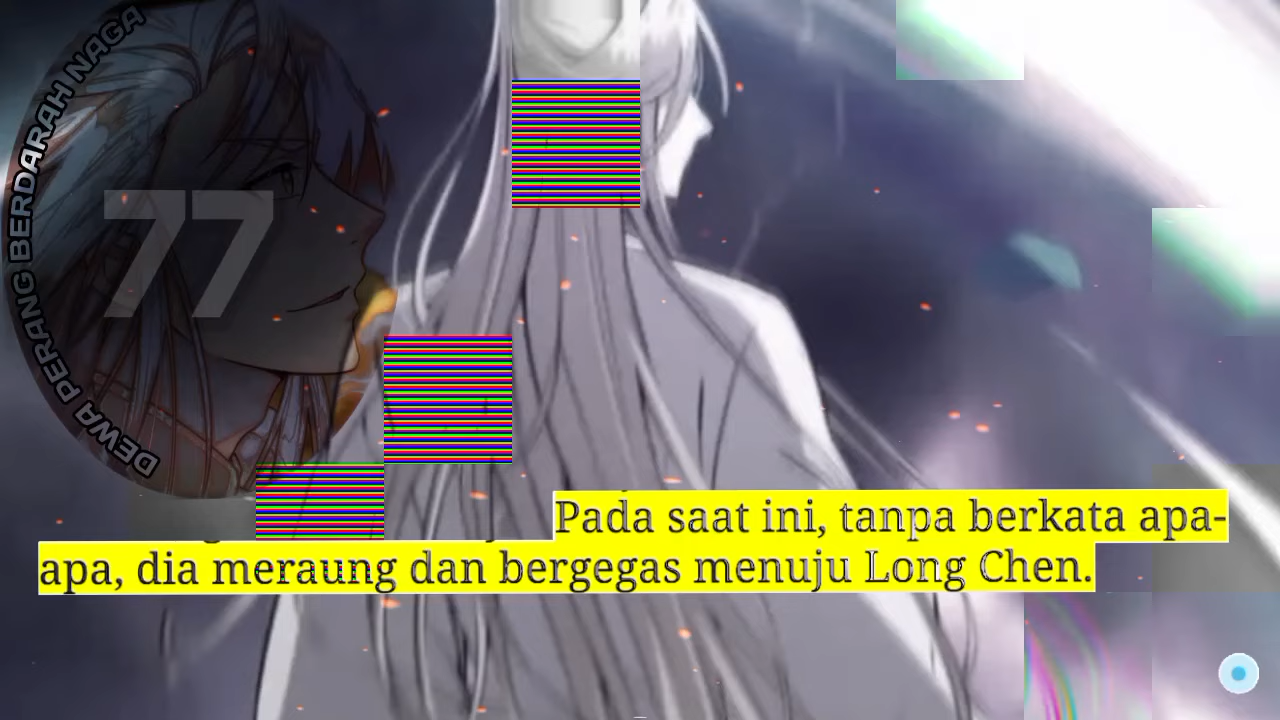 DEWA PERANG BERDARAH NAGA
77
Pada saat ini, tanpa berkata apa-
apa, dia meraung dan bergegas menuju Long Chen.